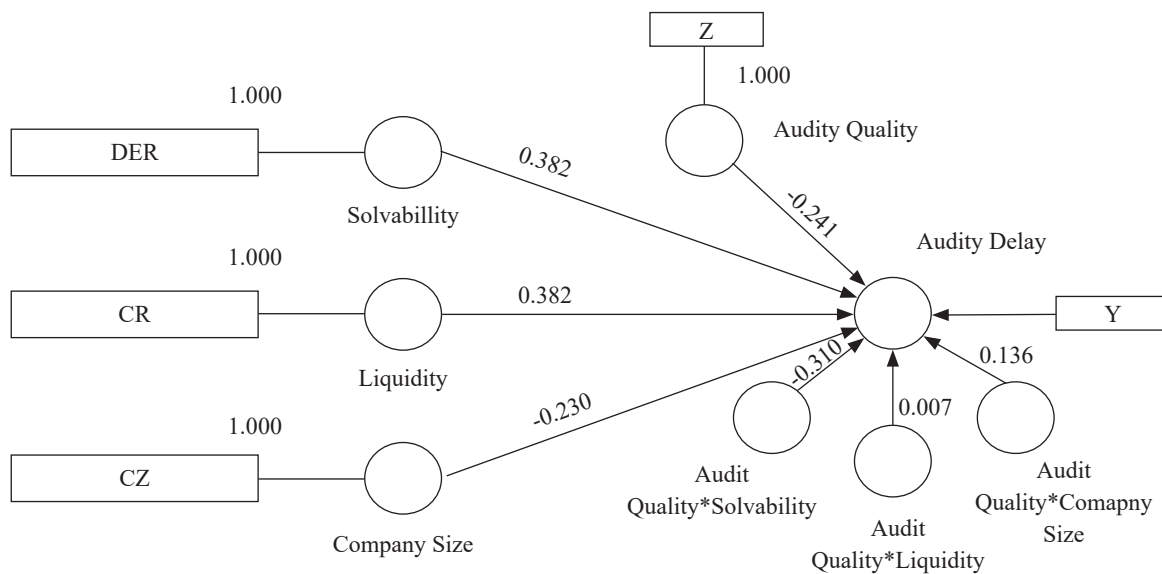 Z
1.000
1.000
Audity Quality
DER
0.382
Solvabillity
-0.241
Audity Delay
1.000
CR
0.382
Y
Liquidity
-0.310
0.136
1.000
-0.230
0.007
CZ
Audit
Quality*Solvability
Audit
Quality*Comapny
Size
Company Size
Audit
Quality*Liquidity